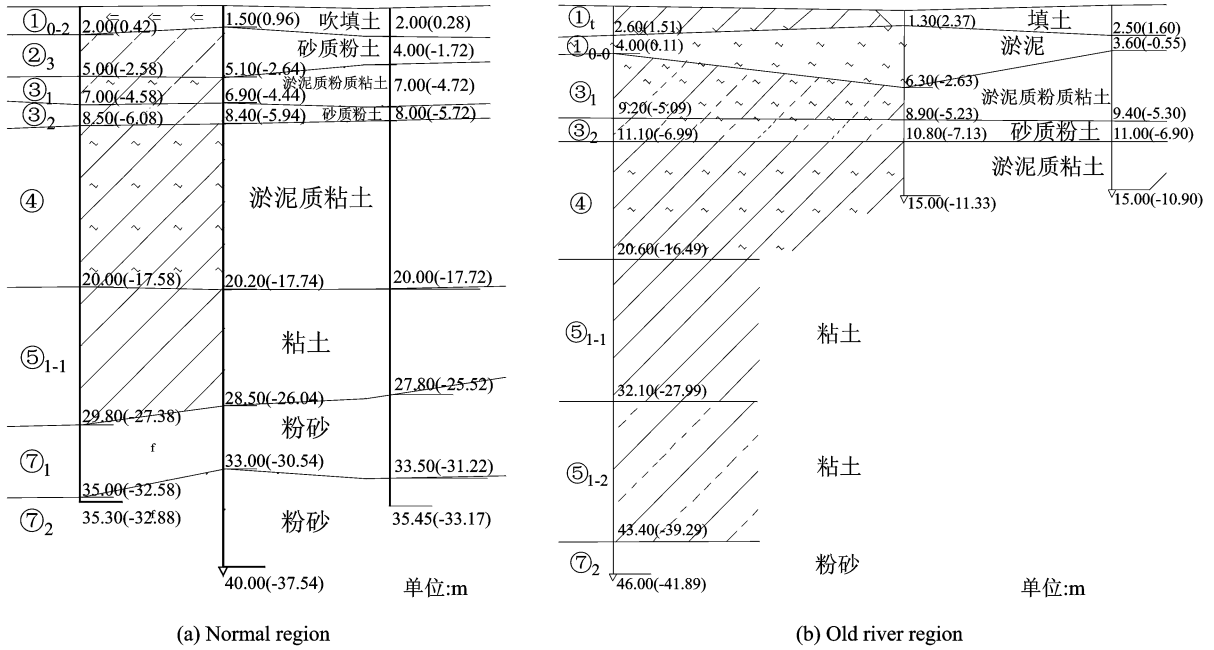 ①0-2 2.00(0.42) 1.50(0.96) 吹填土 2.00(0.28)
②3 5.00(-2.58) 5.10(-2.64) 砂质粉土 4.00(-1.72)
③1 7.00(-4.58) 6.90(-4.44) 淤泥质粉质粘土 7.00(-4.72)
③2 8.50(-6.08) 8.40(-5.94) 砂质粉土 8.00(-5.72)
④ 淤泥质粘土
20.00(-17.58) 20.20(-17.74) 20.00(-17.72)
⑤1-1 粘土
29.80(-27.38) 28.50(-26.04) 27.80(-25.52)
⑦1 f 粉砂
35.00(-32.58) 33.00(-30.54) 33.50(-31.22)
⑦2 35.30(-32.88) f 粉砂 35.45(-33.17)
40.00(-37.54) 单位:m
(a) Normal region
①t 2.60(1.51) 1.30(2.37) 填土 2.50(1.60)
①0-0 4.00(0.11) 6.30(-2.63) 淤泥 3.60(-0.55)
③1 9.20(-5.09) 8.90(-5.23) 淤泥质粉质粘土 9.40(-5.30)
③2 11.10(-6.99) 10.80(-7.13) 砂质粉土 11.00(-6.90)
④ 淤泥质粘土
15.00(-11.33) 15.00(-10.90)
20.60(-16.49)
⑤1-1 粘土
32.10(-27.99)
⑤1-2 粘土
43.40(-39.29)
⑦2 粉砂
46.00(-41.89) 单位:m
(b) Old river region